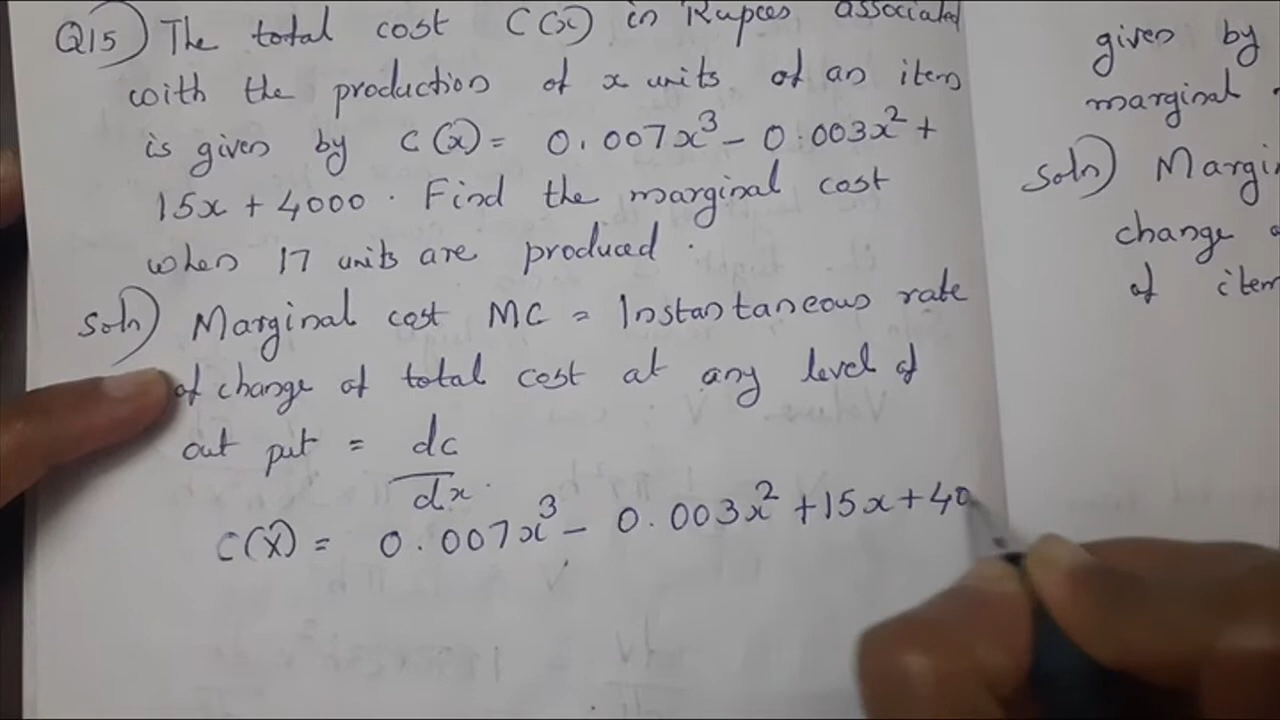 Q15) The total cost C(x) in Rupees associated
with the production of x units of an item
is given by C(x) = 0.007x³ - 0.003x² +
15x + 4000. Find the marginal cost
when 17 units are produced.
Soln) Marginal cost MC = Instantaneous rate
of change of total cost at any level of
out put = dc
dx
C(x) = 0.007x³ - 0.003x² + 15x + 40
given by
marginal
Soln) Margi
change
of item